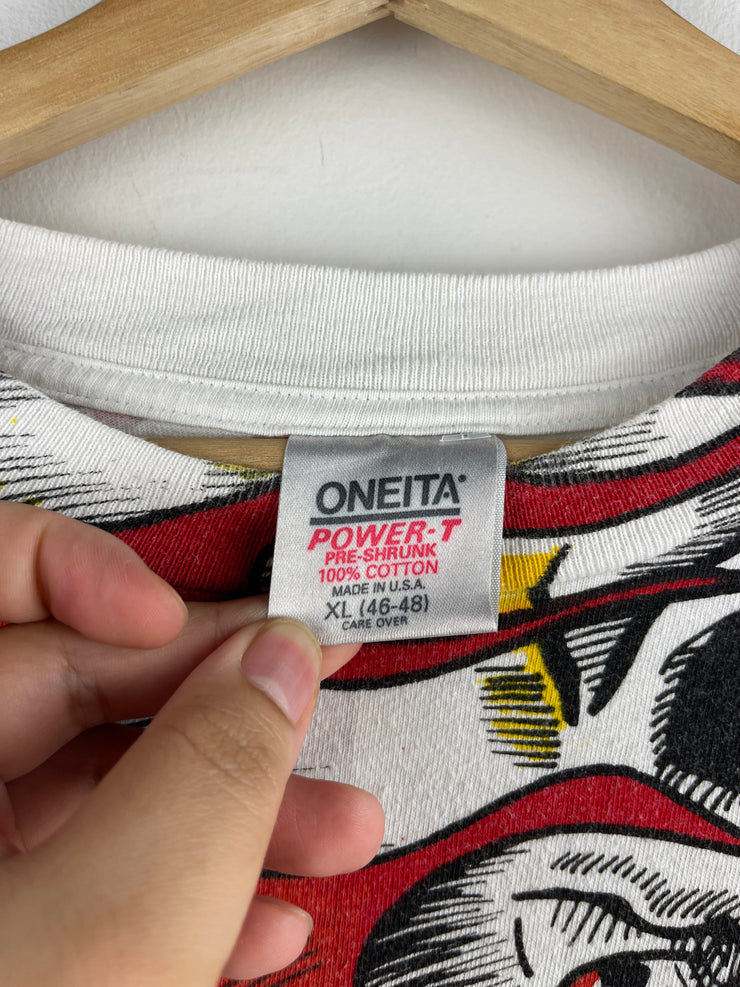 ONEITA
POWER-T
PRE-SHRUNK
100% COTTON
MADE IN U.S.A.
XL (46-48)
CARE OVER